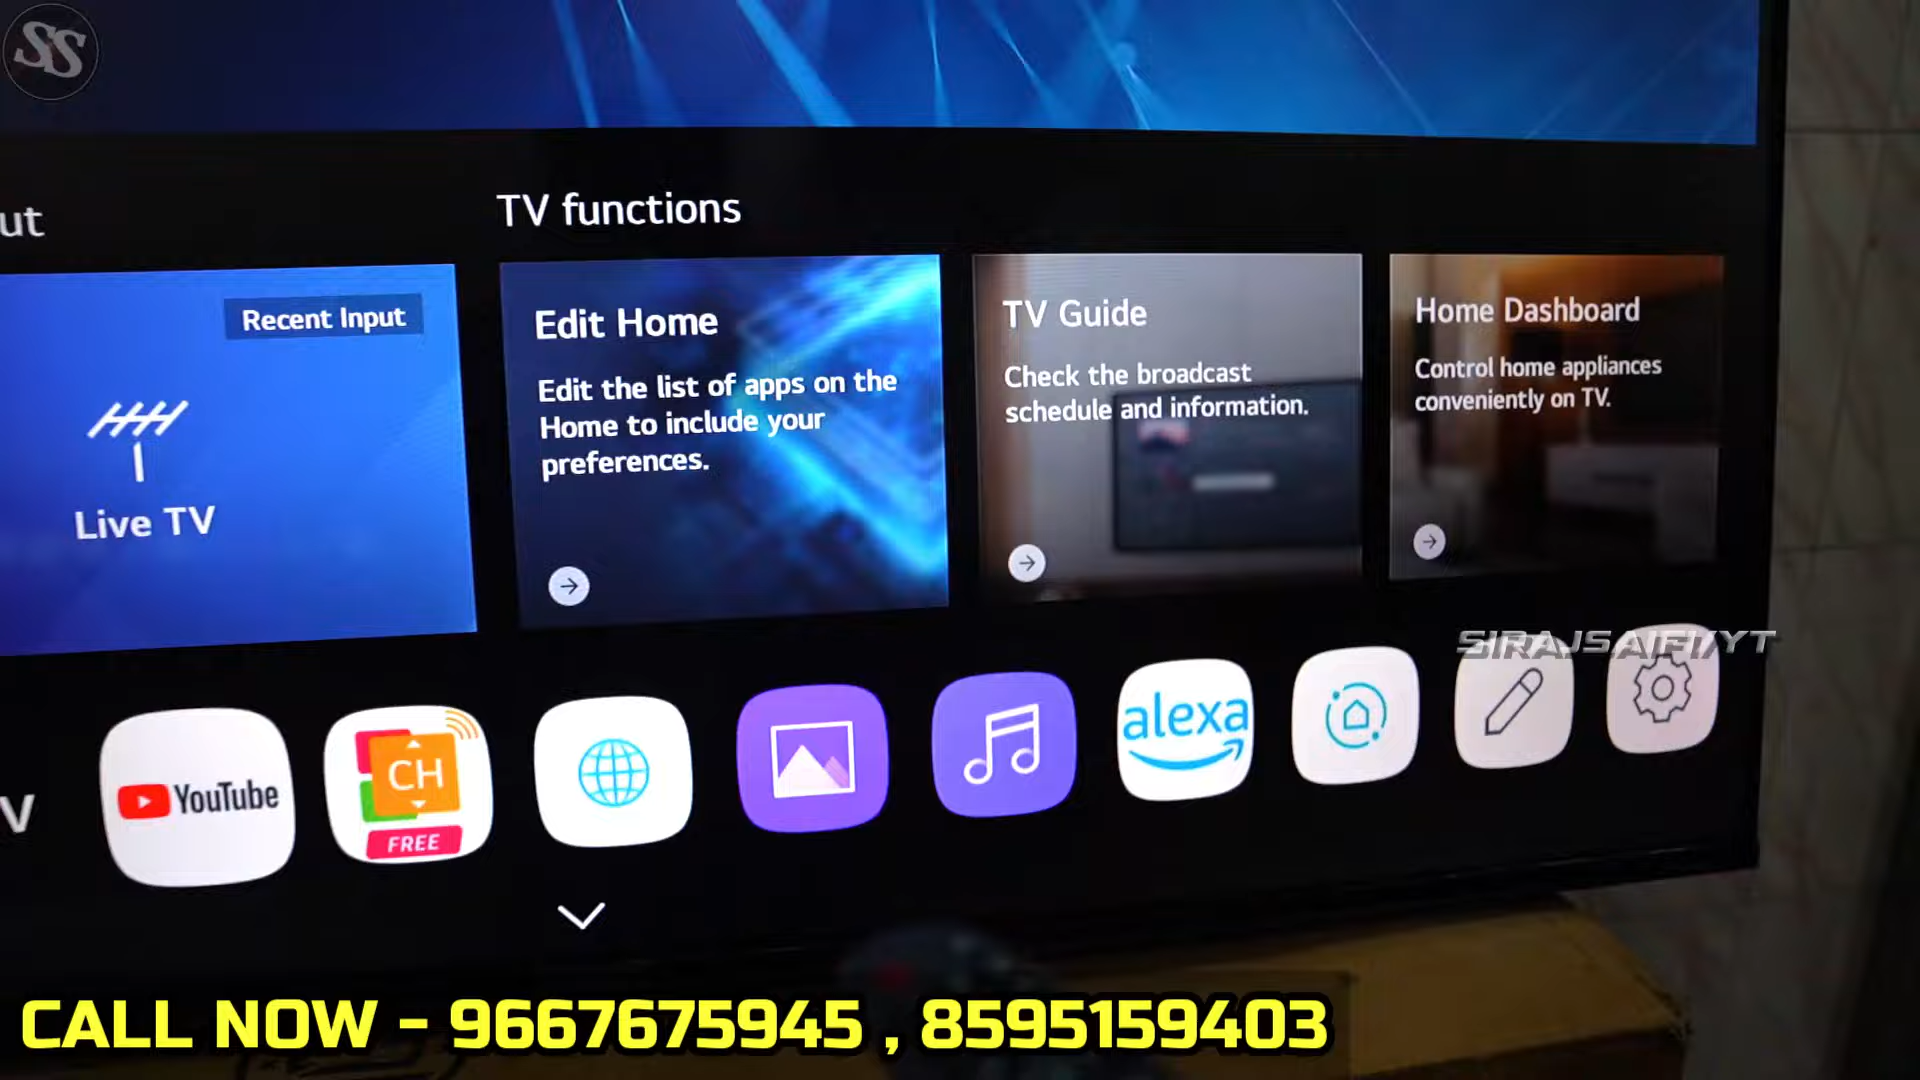 SS
ut
TV functions
Recent Input
Live TV
Edit Home
Edit the list of apps on the
Home to include your
preferences.
TV Guide
Check the broadcast
schedule and information.
Home Dashboard
Control home appliances
conveniently on TV.
SIRAJSAIFI/YT
V
YouTube
CH
FREE
alexa
CALL NOW - 9667675945 , 8595159403